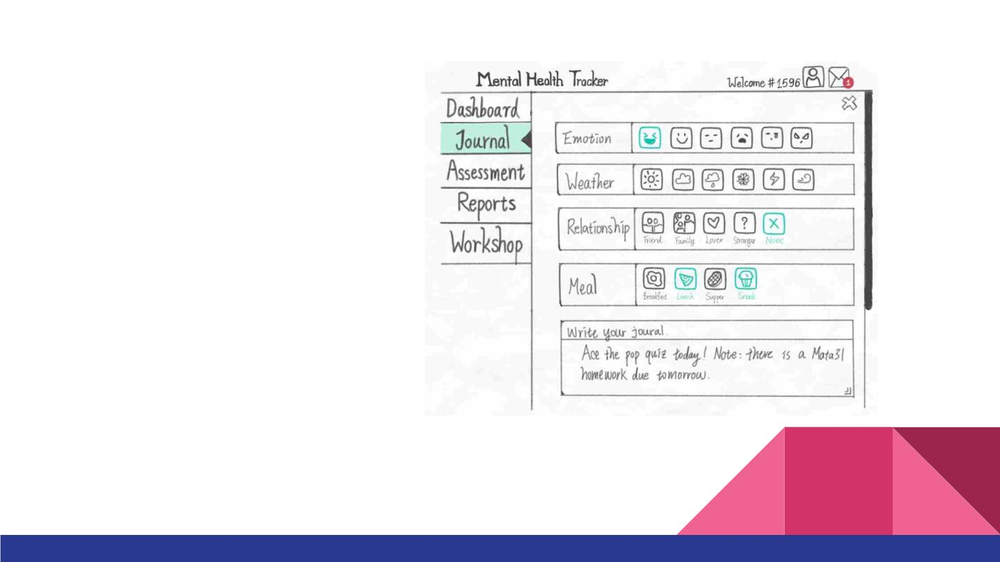 Mental Health Tracker
Welcome #1596
1
Dashboard
Journal
Assessment
Reports
Workshop
Emotion
Weather
Relationship
Friend Family Lover Stranger None
Meal
Breakfast Lunch Supper Snack
Write your joural.
Ace the pop quiz today! Note: there is a Mata31
homework due tomorrow.